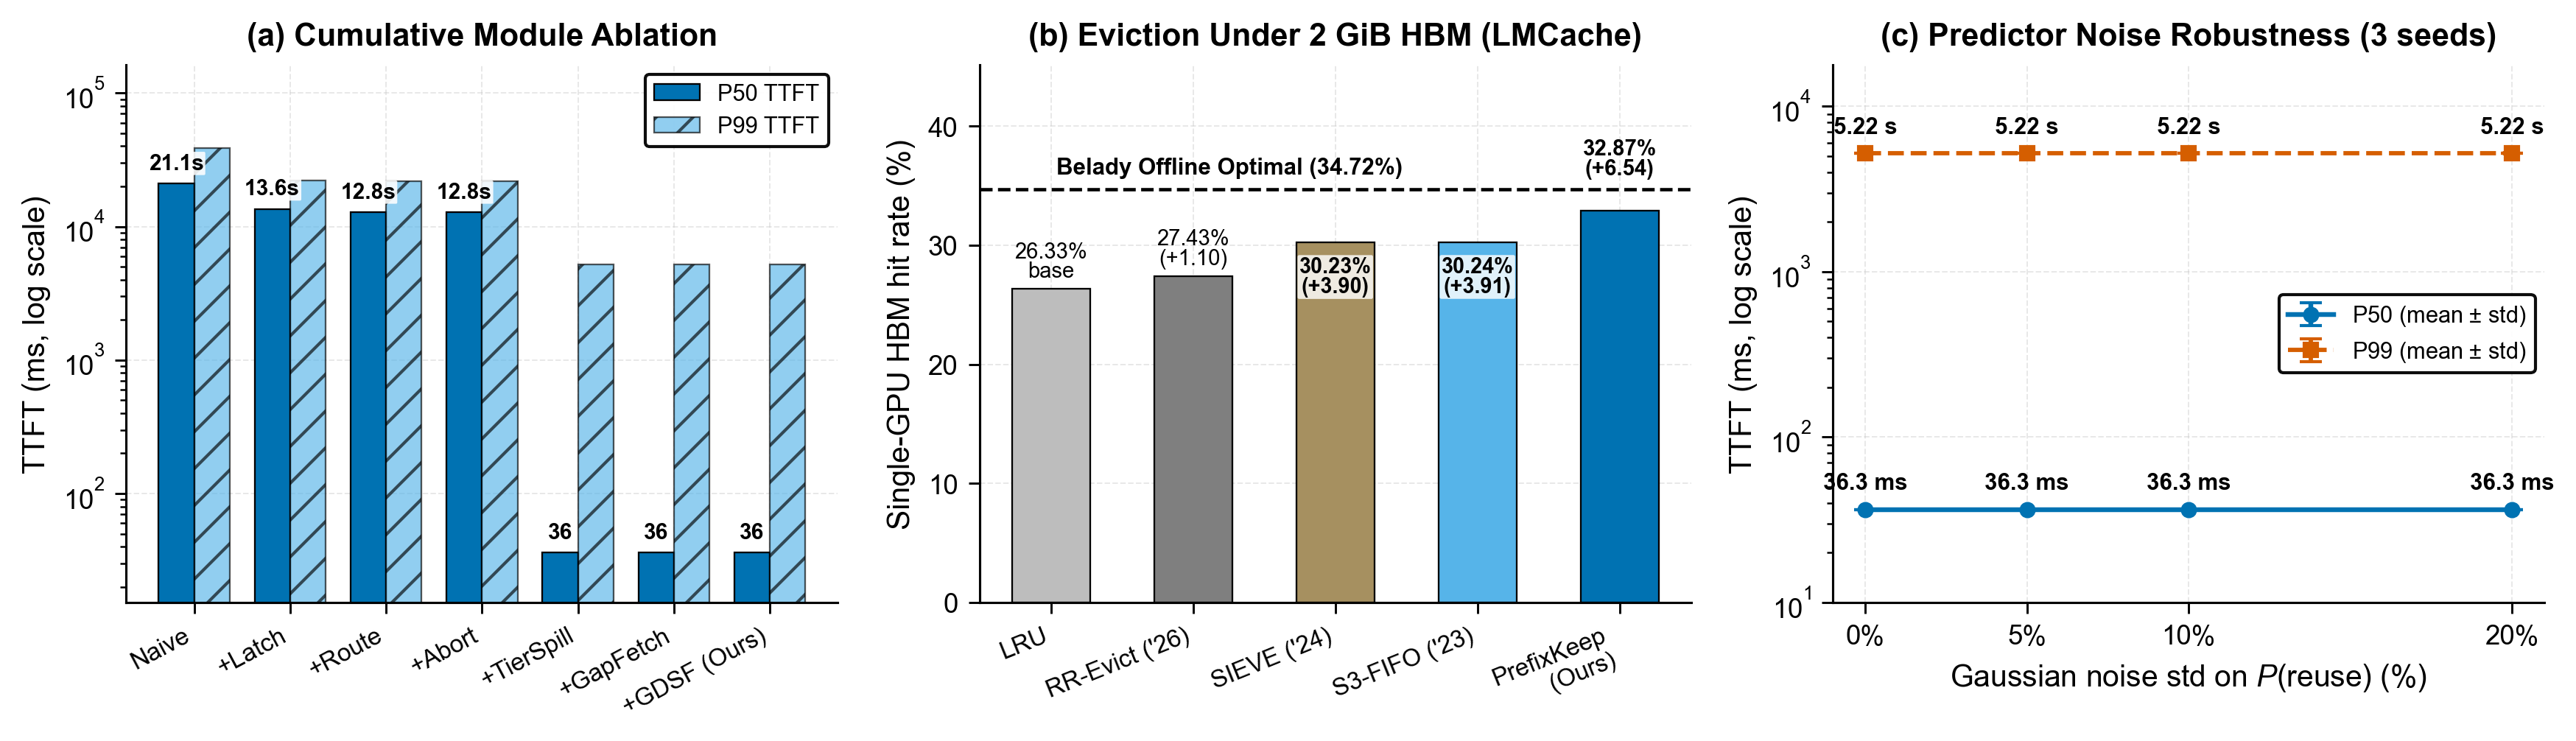 (a) Cumulative Module Ablation
TTFT (ms, log scale)
10^5
10^4
10^3
10^2
P50 TTFT
P99 TTFT
21.1s
13.6s
12.8s
12.8s
36
36
36
Naive
+Latch
+Route
+Abort
+TierSpill
+GapFetch
+GDSF (Ours)
(b) Eviction Under 2 GiB HBM (LMCache)
Single-GPU HBM hit rate (%)
40
30
20
10
0
Belady Offline Optimal (34.72%)
26.33%
base
27.43%
(+1.10)
30.23%
(+3.90)
30.24%
(+3.91)
32.87%
(+6.54)
LRU
RR-Evict ('26)
SIEVE ('24)
S3-FIFO ('23)
PrefixKeep
(Ours)
(c) Predictor Noise Robustness (3 seeds)
TTFT (ms, log scale)
10^4
10^3
10^2
10^1
5.22 s
5.22 s
5.22 s
5.22 s
P50 (mean ± std)
P99 (mean ± std)
36.3 ms
36.3 ms
36.3 ms
36.3 ms
0%
5%
10%
20%
Gaussian noise std on P(reuse) (%)